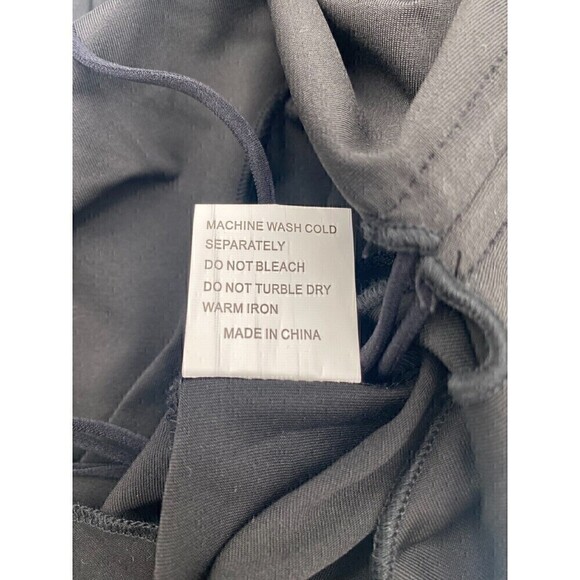 MACHINE WASH COLD
SEPARATELY
DO NOT BLEACH
DO NOT TURBLE DRY
WARM IRON
MADE IN CHINA